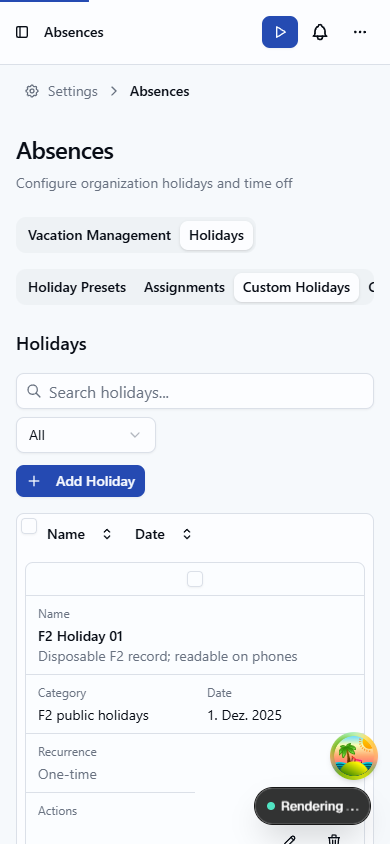 Absences
Settings > Absences
Absences
Configure organization holidays and time off
Vacation Management Holidays
Holiday Presets Assignments Custom Holidays
Holidays
Search holidays...
All
+ Add Holiday
Name Date
Name
F2 Holiday 01
Disposable F2 record; readable on phones
Category Date
F2 public holidays 1. Dez. 2025
Recurrence
One-time
Rendering ...
Actions